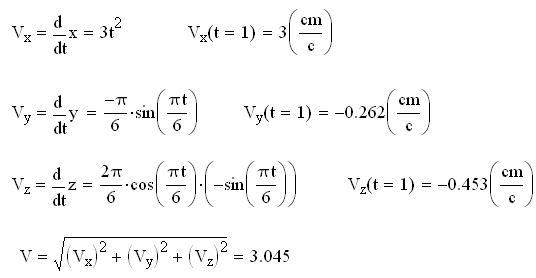 Vx = d/dt x = 3t^2    Vx(t = 1) = 3(cm/c)
Vy = d/dt y = -π/6·sin(πt/6)    Vy(t = 1) = -0.262(cm/c)
Vz = d/dt z = 2π/6·cos(πt/6)·(-sin(πt/6))    Vz(t = 1) = -0.453(cm/c)
V = √((Vx)^2 + (Vy)^2 + (Vz)^2) = 3.045